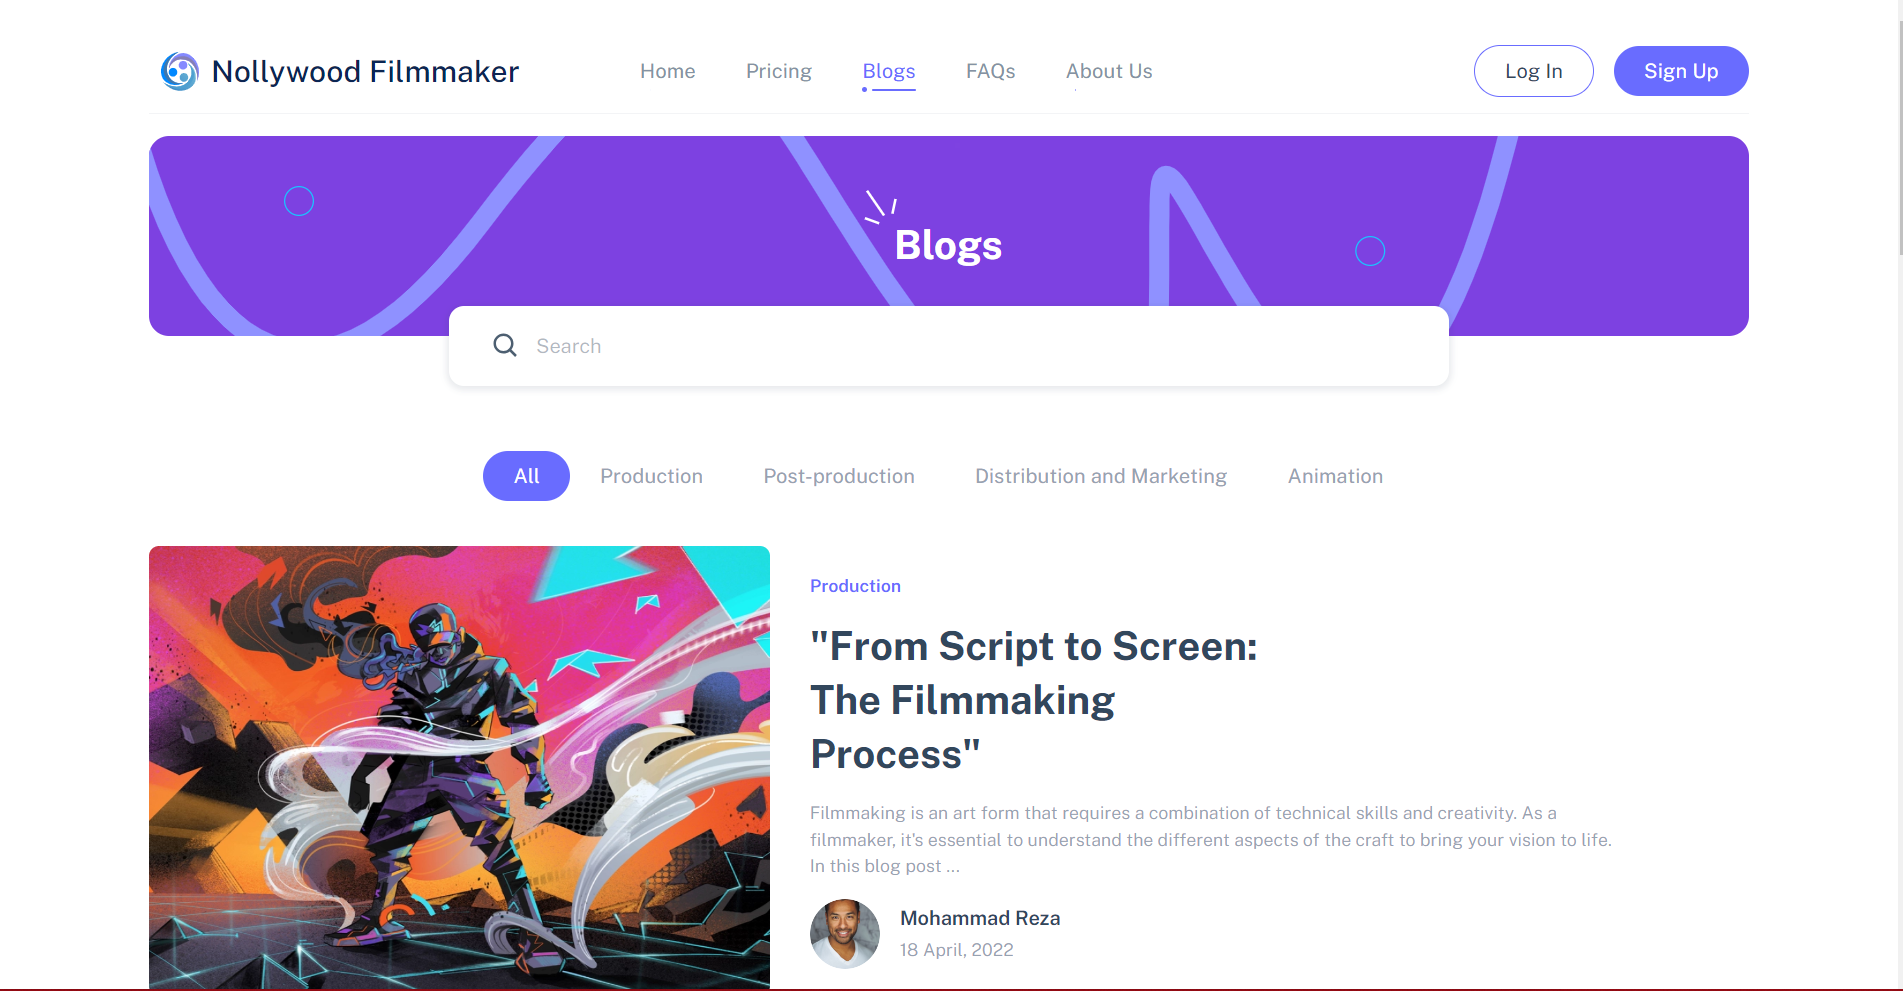 Nollywood Filmmaker
Home
Pricing
Blogs
FAQs
About Us
Log In
Sign Up
Blogs
Search
All
Production
Post-production
Distribution and Marketing
Animation
Production
"From Script to Screen:
The Filmmaking
Process"
Filmmaking is an art form that requires a combination of technical skills and creativity. As a
filmmaker, it's essential to understand the different aspects of the craft to bring your vision to life.
In this blog post ...
Mohammad Reza
18 April, 2022